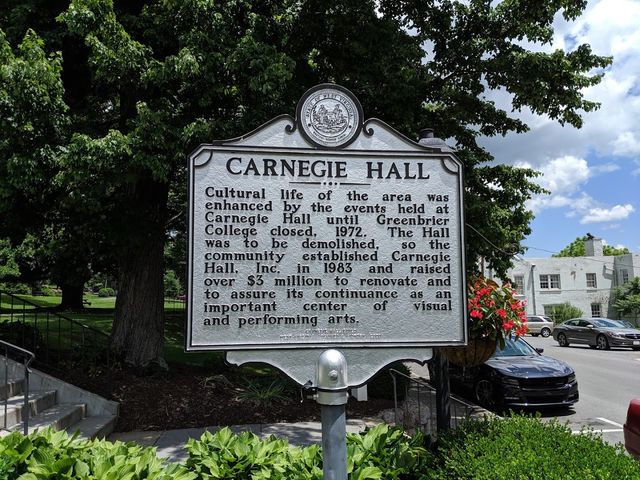 CARNEGIE HALL
Cultural life of the area was
enhanced by the events held at
Carnegie Hall until Greenbrier
College closed, 1972. The Hall
was to be demolished, so the
community established Carnegie
Hall, Inc. in 1983 and raised
over $3 million to renovate and
to assure its continuance as an
important center of visual
and performing arts.